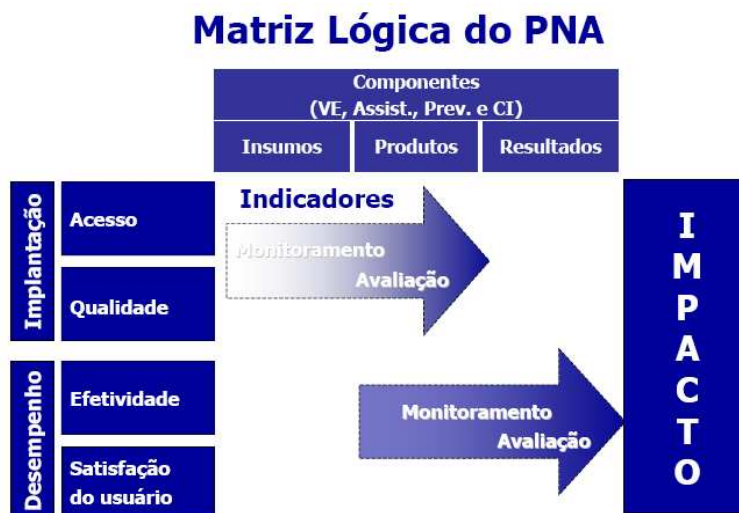 Matriz Lógica do PNA
Componentes
(VE, Assist., Prev. e CI)
Insumos
Produtos
Resultados
Implantação
Acesso
Qualidade
Indicadores
Monitoramento
Avaliação
Desempenho
Efetividade
Satisfação
do usuário
Monitoramento
Avaliação
IMPACTO